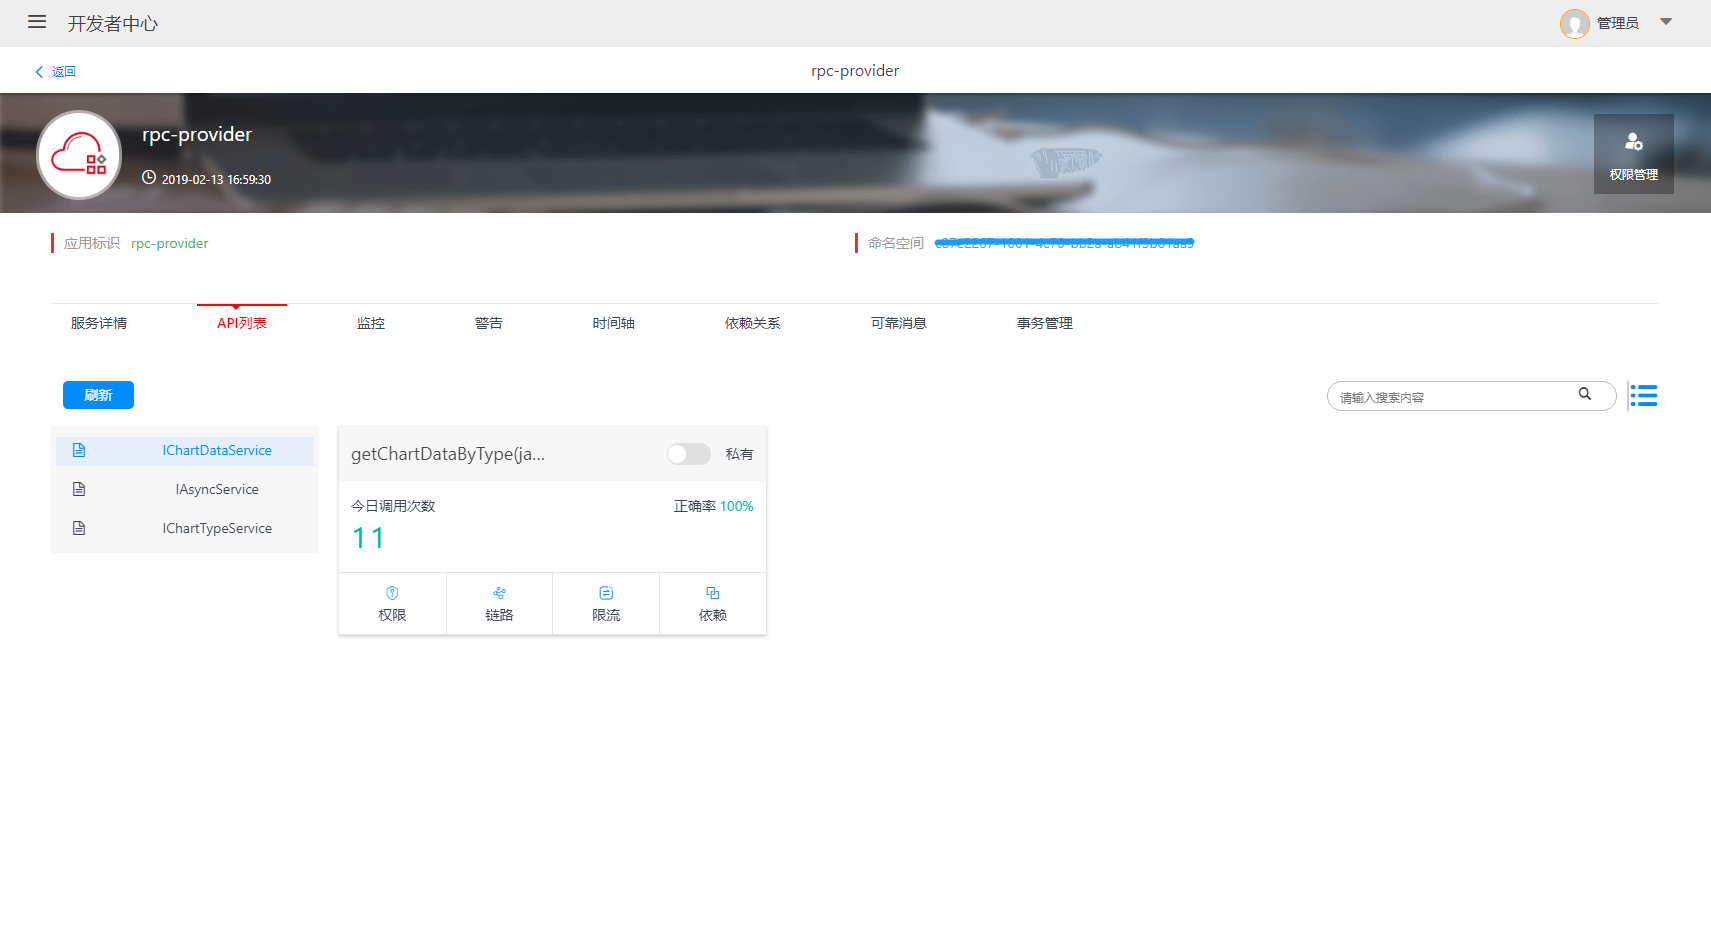 开发者中心
管理员
返回
rpc-provider
rpc-provider
2019-02-13 16:59:30
权限管理
应用标识 rpc-provider
命名空间
服务详情 API列表 监控 警告 时间轴 依赖关系 可靠消息 事务管理
刷新
请输入搜索内容
IChartDataService
IAsyncService
IChartTypeService
getChartDataByType(ja...
私有
今日调用次数
正确率 100%
11
权限 链路 限流 依赖